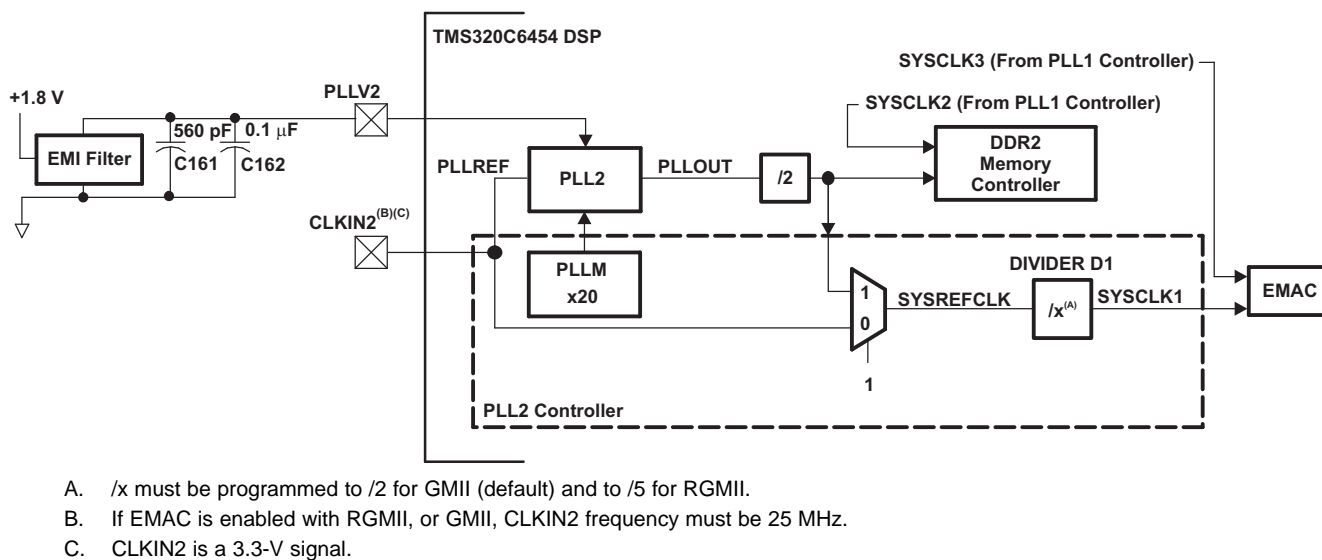 TMS320C6454 DSP
SYSCLK3 (From PLL1 Controller)
+1.8 V
PLLV2
SYSCLK2 (From PLL1 Controller)
560 pF 0.1 μF
EMI Filter
C161 C162
DDR2
Memory
Controller
PLLREF
PLL2
PLLOUT
/2
CLKIN2(B)(C)
PLLM
x20
DIVIDER D1
1
0
SYSREFCLK
/x(A)
SYSCLK1
EMAC
1
PLL2 Controller
A. /x must be programmed to /2 for GMII (default) and to /5 for RGMII.
B. If EMAC is enabled with RGMII, or GMII, CLKIN2 frequency must be 25 MHz.
C. CLKIN2 is a 3.3-V signal.